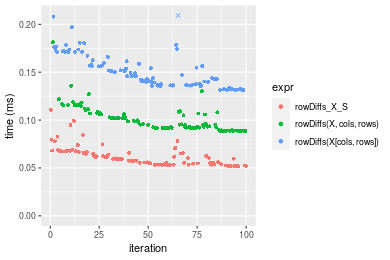 0.20
0.15
0.10
0.05
0.00
time (ms)
0
25
50
75
100
iteration
expr
rowDiffs_X_S
rowDiffs(X, cols, rows)
rowDiffs(X[cols, rows])